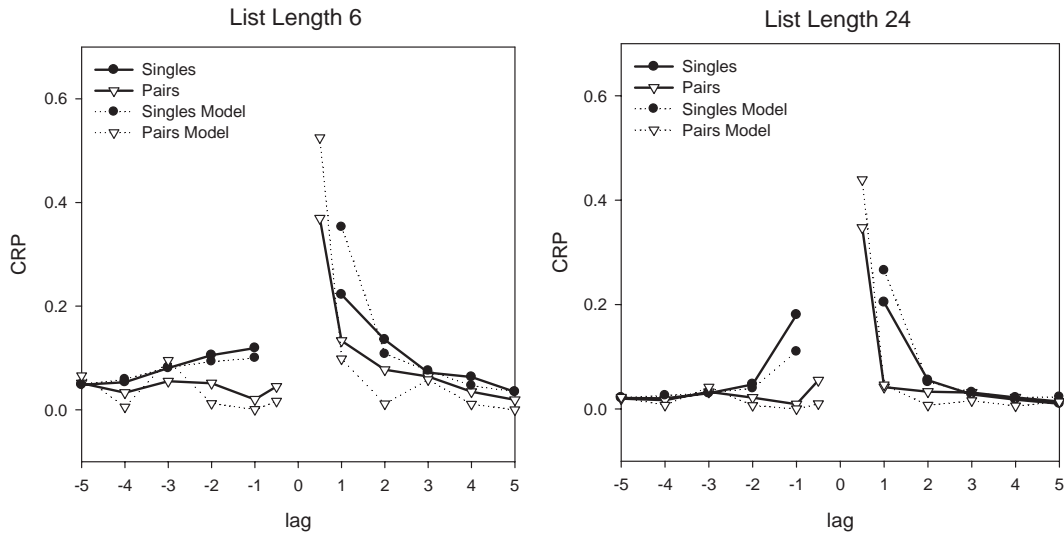 List Length 6
Singles
Pairs
Singles Model
Pairs Model
0.6
0.4
0.2
0.0
CRP
-5 -4 -3 -2 -1 0 1 2 3 4 5
lag
List Length 24
Singles
Pairs
Singles Model
Pairs Model
0.6
0.4
0.2
0.0
CRP
-5 -4 -3 -2 -1 0 1 2 3 4 5
lag